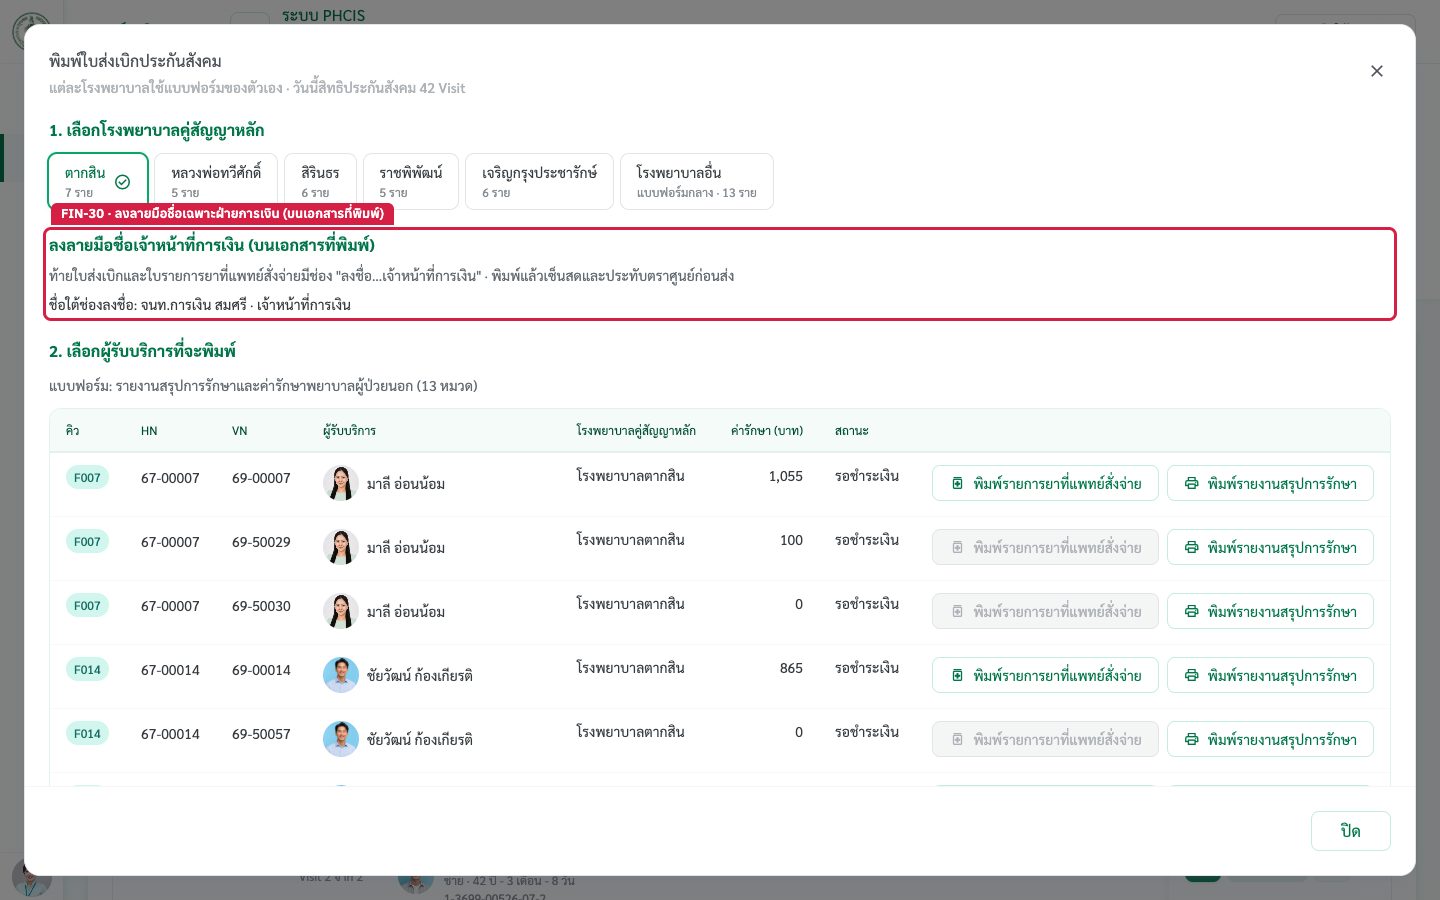 ระบบ PHCIS
พิมพ์ใบส่งเบิกประกันสังคม
แต่ละโรงพยาบาลใช้แบบฟอร์มของตัวเอง · วันนี้สิทธิประกันสังคม 42 Visit
1. เลือกโรงพยาบาลคู่สัญญาหลัก
ตากสิน
7 ราย
หลวงพ่อทวีศักดิ์
5 ราย
สิรินธร
6 ราย
ราชพิพัฒน์
5 ราย
เจริญกรุงประชารักษ์
6 ราย
โรงพยาบาลอื่น
แบบฟอร์มกลาง · 13 ราย
FIN-30 · ลงลายมือชื่อเฉพาะฝ่ายการเงิน (บนเอกสารที่พิมพ์)
ลงลายมือชื่อเจ้าหน้าที่การเงิน (บนเอกสารที่พิมพ์)
ท้ายใบส่งเบิกและใบรายการยาที่แพทย์สั่งจ่ายมีช่อง "ลงชื่อ...เจ้าหน้าที่การเงิน" · พิมพ์แล้วเซ็นสดและประทับตราศูนย์ก่อนส่ง
ชื่อใต้ช่องลงชื่อ: จนท.การเงิน สมศรี · เจ้าหน้าที่การเงิน
2. เลือกผู้รับบริการที่จะพิมพ์
แบบฟอร์ม: รายงานสรุปการรักษาและค่ารักษาพยาบาลผู้ป่วยนอก (13 หมวด)
คิว HN VN ผู้รับบริการ โรงพยาบาลคู่สัญญาหลัก ค่ารักษา (บาท) สถานะ
F007 67-00007 69-00007 มาลี อ่อนน้อม โรงพยาบาลตากสิน 1,055 รอชำระเงิน พิมพ์รายการยาที่แพทย์สั่งจ่าย พิมพ์รายงานสรุปการรักษา
F007 67-00007 69-50029 มาลี อ่อนน้อม โรงพยาบาลตากสิน 100 รอชำระเงิน พิมพ์รายการยาที่แพทย์สั่งจ่าย พิมพ์รายงานสรุปการรักษา
F007 67-00007 69-50030 มาลี อ่อนน้อม โรงพยาบาลตากสิน 0 รอชำระเงิน พิมพ์รายการยาที่แพทย์สั่งจ่าย พิมพ์รายงานสรุปการรักษา
F014 67-00014 69-00014 ชัยวัฒน์ ก้องเกียรติ โรงพยาบาลตากสิน 865 รอชำระเงิน พิมพ์รายการยาที่แพทย์สั่งจ่าย พิมพ์รายงานสรุปการรักษา
F014 67-00014 69-50057 ชัยวัฒน์ ก้องเกียรติ โรงพยาบาลตากสิน 0 รอชำระเงิน พิมพ์รายการยาที่แพทย์สั่งจ่าย พิมพ์รายงานสรุปการรักษา
ปิด
ชาย · 42 ปี - 3 เดือน - 8 วัน